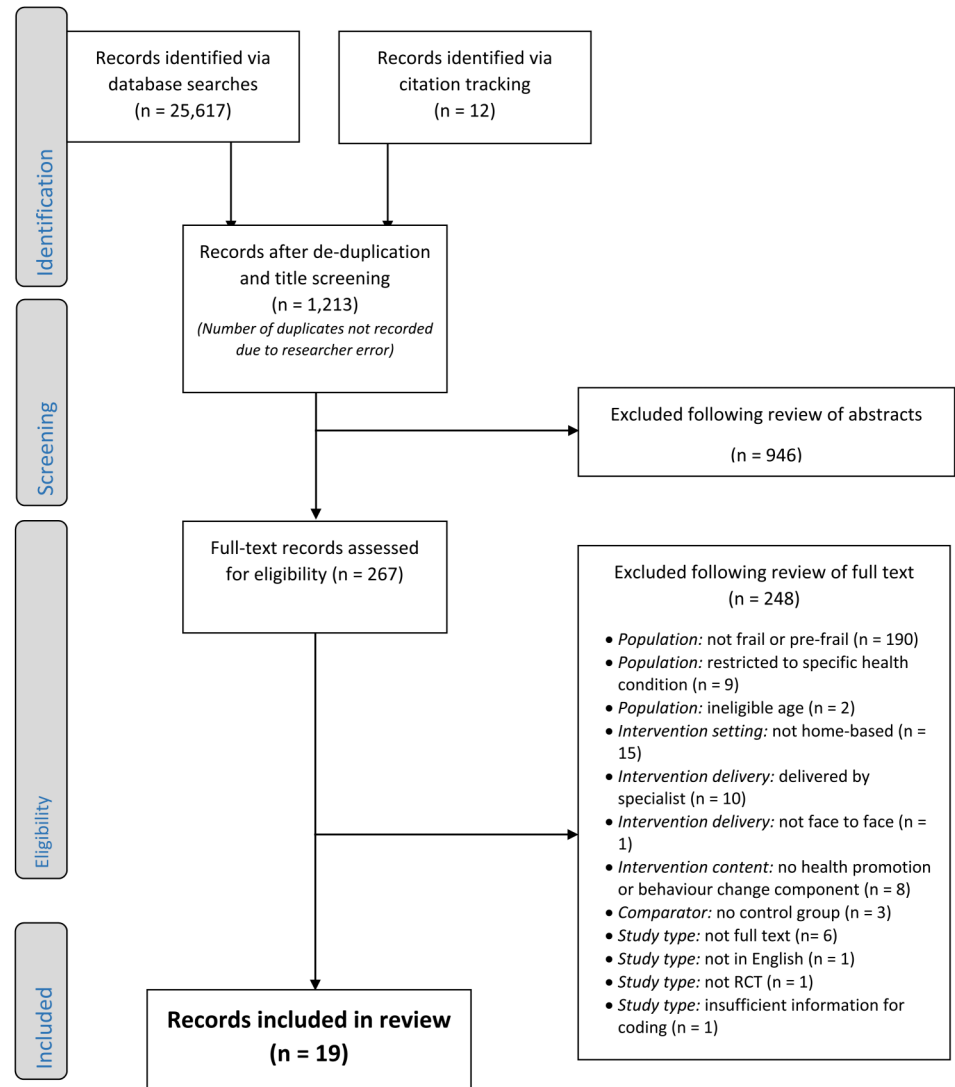 Identification
Records identified via
database searches
(n = 25,617)
Records identified via
citation tracking
(n = 12)
Records after de-duplication
and title screening
(n = 1,213)
(Number of duplicates not recorded
due to researcher error)
Screening
Excluded following review of abstracts
(n = 946)
Eligibility
Full-text records assessed
for eligibility (n = 267)
Excluded following review of full text
(n = 248)
• Population: not frail or pre-frail (n = 190)
• Population: restricted to specific health
condition (n = 9)
• Population: ineligible age (n = 2)
• Intervention setting: not home-based (n =
15)
• Intervention delivery: delivered by
specialist (n = 10)
• Intervention delivery: not face to face (n =
1)
• Intervention content: no health promotion
or behaviour change component (n = 8)
• Comparator: no control group (n = 3)
• Study type: not full text (n= 6)
• Study type: not in English (n = 1)
• Study type: not RCT (n = 1)
• Study type: insufficient information for
coding (n = 1)
Included
Records included in review
(n = 19)